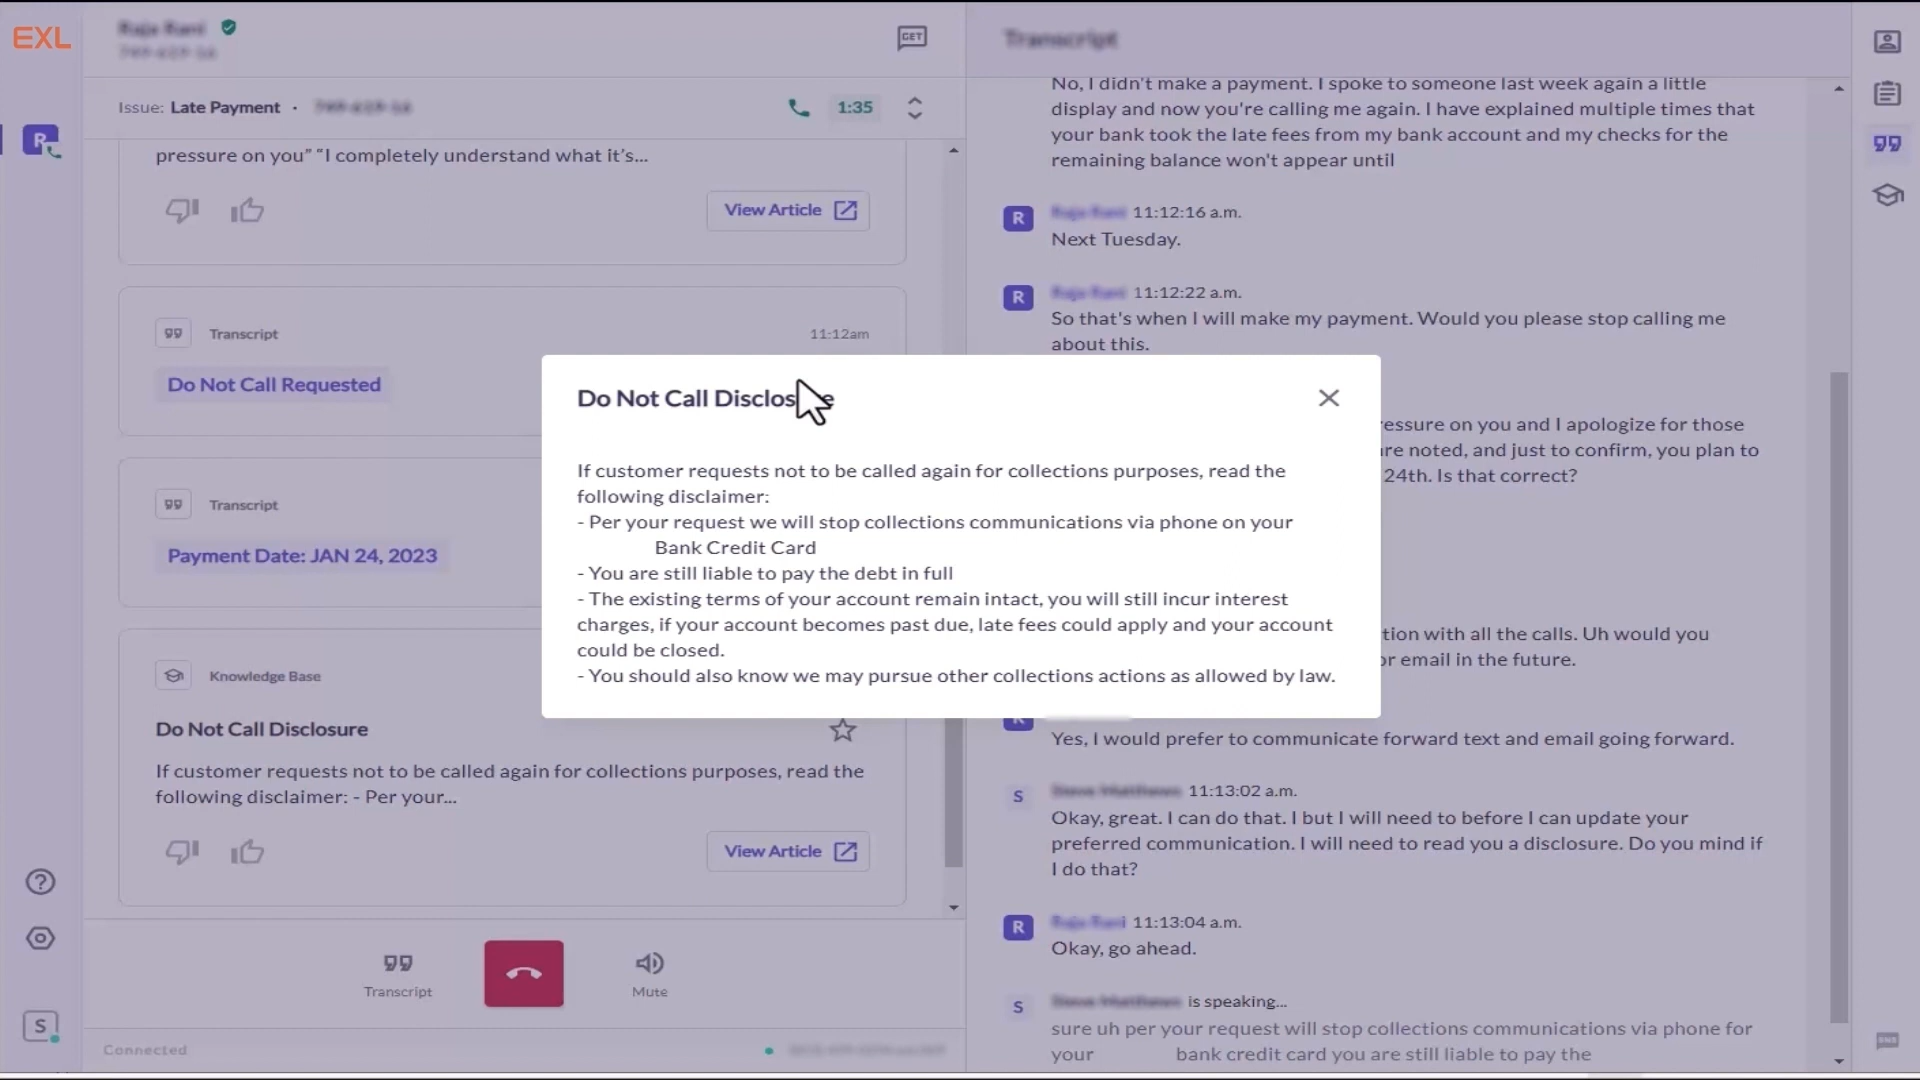 EXL
GET
Issue: Late Payment ·
1:35
R
pressure on you” “I completely understand what it’s...
View Article
Transcript
11:12am
Do Not Call Requested
Transcript
Payment Date: JAN 24, 2023
Knowledge Base
Do Not Call Disclosure
If customer requests not to be called again for collections purposes, read the
following disclaimer: - Per your...
View Article
Transcript
Mute
S
Connected
Do Not Call Disclos e
If customer requests not to be called again for collections purposes, read the
following disclaimer:
- Per your request we will stop collections communications via phone on your
Bank Credit Card
- You are still liable to pay the debt in full
- The existing terms of your account remain intact, you will still incur interest
charges, if your account becomes past due, late fees could apply and your account
could be closed.
- You should also know we may pursue other collections actions as allowed by law.
Transcript
No, I didn't make a payment. I spoke to someone last week again a little
display and now you're calling me again. I have explained multiple times that
your bank took the late fees from my bank account and my checks for the
remaining balance won't appear until
R
11:12:16 a.m.
Next Tuesday.
R
11:12:22 a.m.
So that's when I will make my payment. Would you please stop calling me
about this.
essure on you and I apologize for those
re noted, and just to confirm, you plan to
24th. Is that correct?
tion with all the calls. Uh would you
or email in the future.
R
Yes, I would prefer to communicate forward text and email going forward.
S
11:13:02 a.m.
Okay, great. I can do that. I but I will need to before I can update your
preferred communication. I will need to read you a disclosure. Do you mind if
I do that?
R
11:13:04 a.m.
Okay, go ahead.
S
is speaking...
sure uh per your request will stop collections communications via phone for
your bank credit card you are still liable to pay the